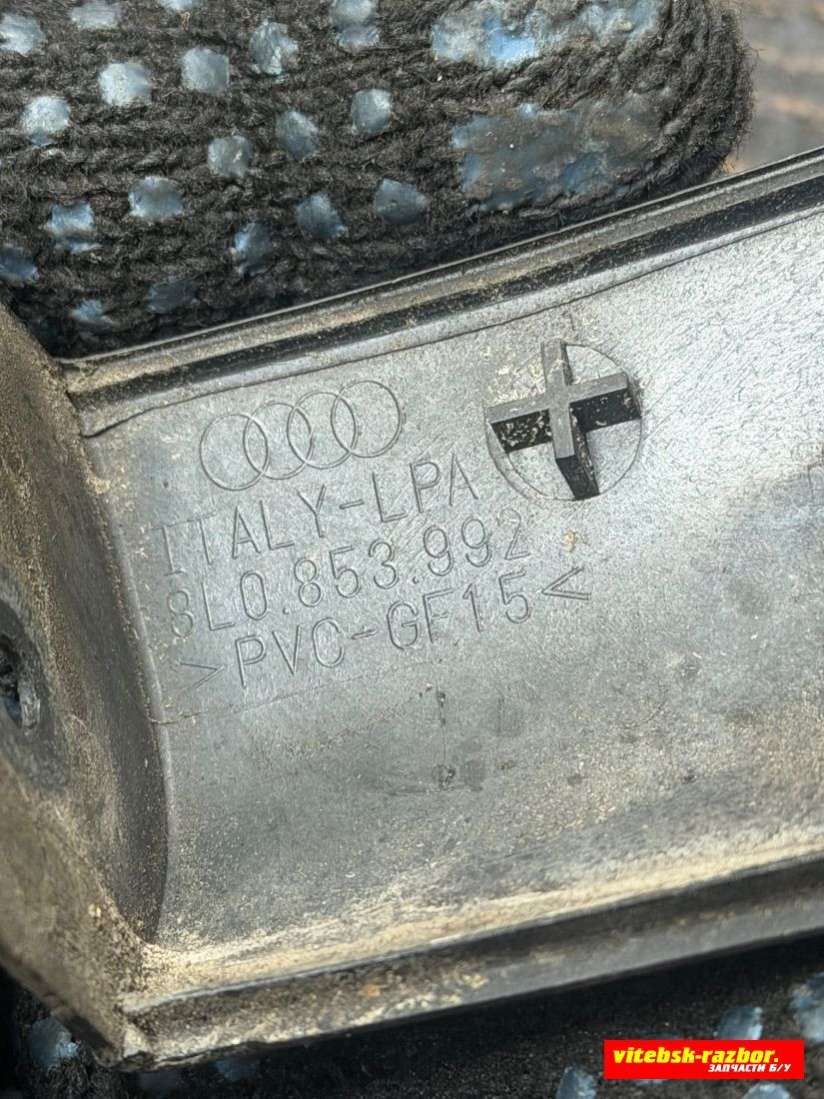 ITALY-LPA
8L0.853.992
>PVC-GF15<
vitebsk-razbor.
ЗАПЧАСТИ Б/У